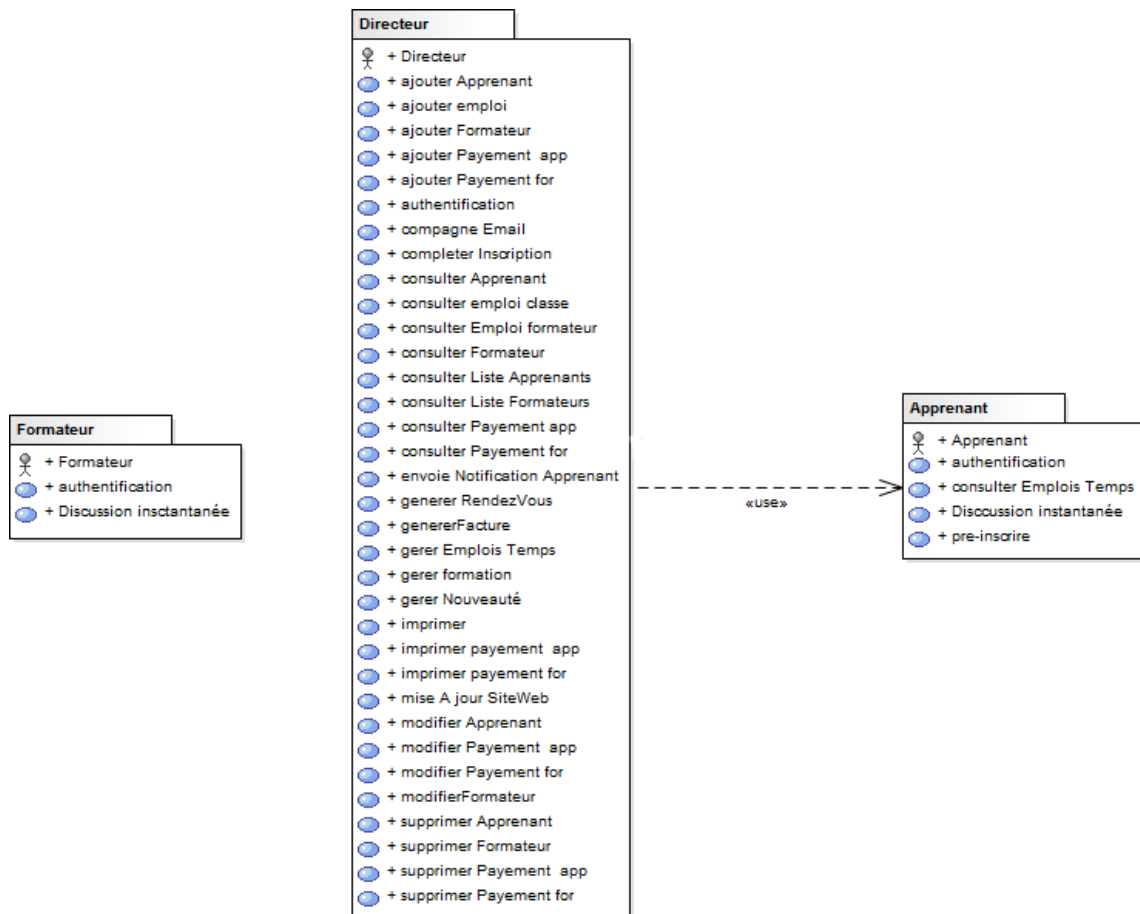 Directeur
+ Directeur
+ ajouter Apprenant
+ ajouter emploi
+ ajouter Formateur
+ ajouter Payement app
+ ajouter Payement for
+ authentification
+ compagne Email
+ completer Inscription
+ consulter Apprenant
+ consulter emploi classe
+ consulter Emploi formateur
+ consulter Formateur
+ consulter Liste Apprenants
+ consulter Liste Formateurs
+ consulter Payement app
+ consulter Payement for
+ envoie Notification Apprenant
+ generer RendezVous
+ genererFacture
+ gerer Emplois Temps
+ gerer formation
+ gerer Nouveauté
+ imprimer
+ imprimer payement app
+ imprimer payement for
+ mise A jour SiteWeb
+ modifier Apprenant
+ modifier Payement app
+ modifier Payement for
+ modifierFormateur
+ supprimer Apprenant
+ supprimer Formateur
+ supprimer Payement app
+ supprimer Payement for
Formateur
+ Formateur
+ authentification
+ Discussion insctantanée
«use»
Apprenant
+ Apprenant
+ authentification
+ consulter Emplois Temps
+ Disccussion instantanée
+ pre-inscrire